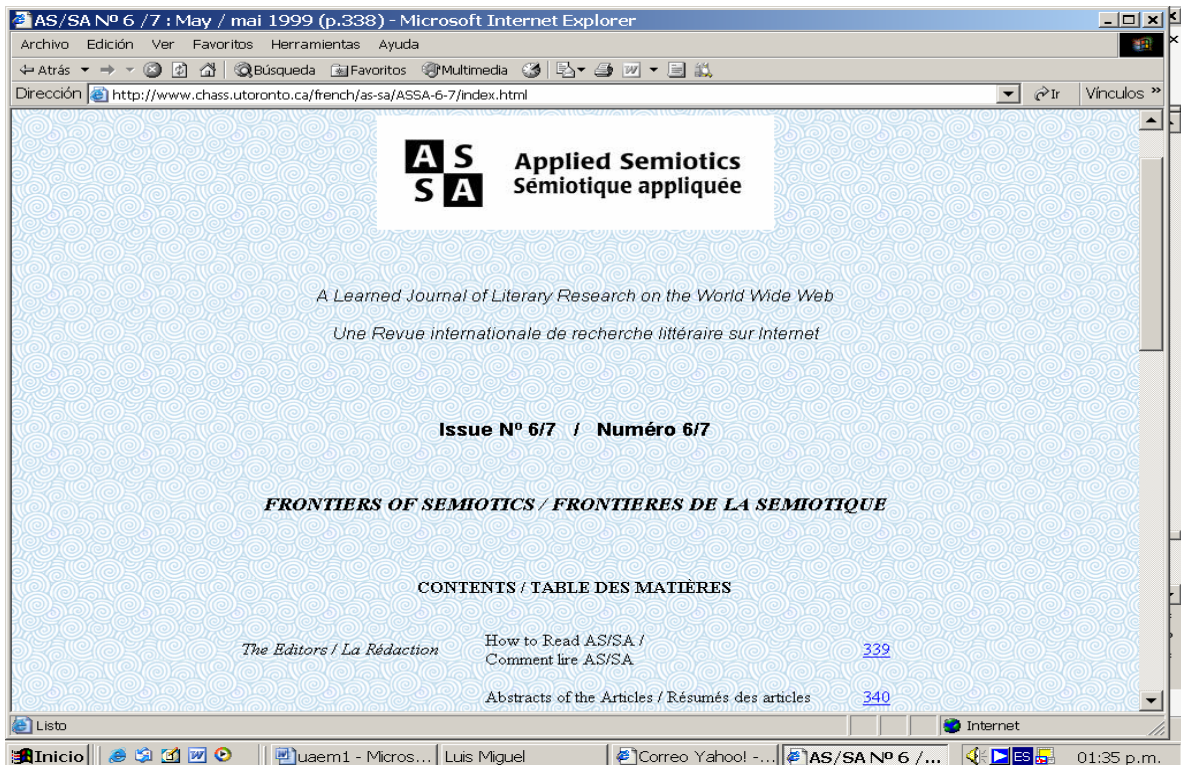 AS/SA Nº 6 /7 : May / mai 1999 (p.338) - Microsoft Internet Explorer
Archivo Edición Ver Favoritos Herramientas Ayuda
Atrás Búsqueda Favoritos Multimedia
Dirección http://www.chass.utoronto.ca/french/as-sa/ASSA-6-7/index.html Ir Vínculos »
A S Applied Semiotics
S A Sémiotique appliquée
A Learned Journal of Literary Research on the World Wide Web
Une Revue internationale de recherche littéraire sur Internet
Issue Nº 6/7 / Numéro 6/7
FRONTIERS OF SEMIOTICS / FRONTIERES DE LA SEMIOTIQUE
CONTENTS / TABLE DES MATIÈRES
The Editors / La Rédaction How to Read AS/SA / 339
Comment lire AS/SA
Abstracts of the Articles / Résumés des articles 340
Listo Internet
Inicio uaem1 - Micros... Luis Miguel Correo Yahoo! -... AS/SA Nº 6 /... ES 01:35 p.m.